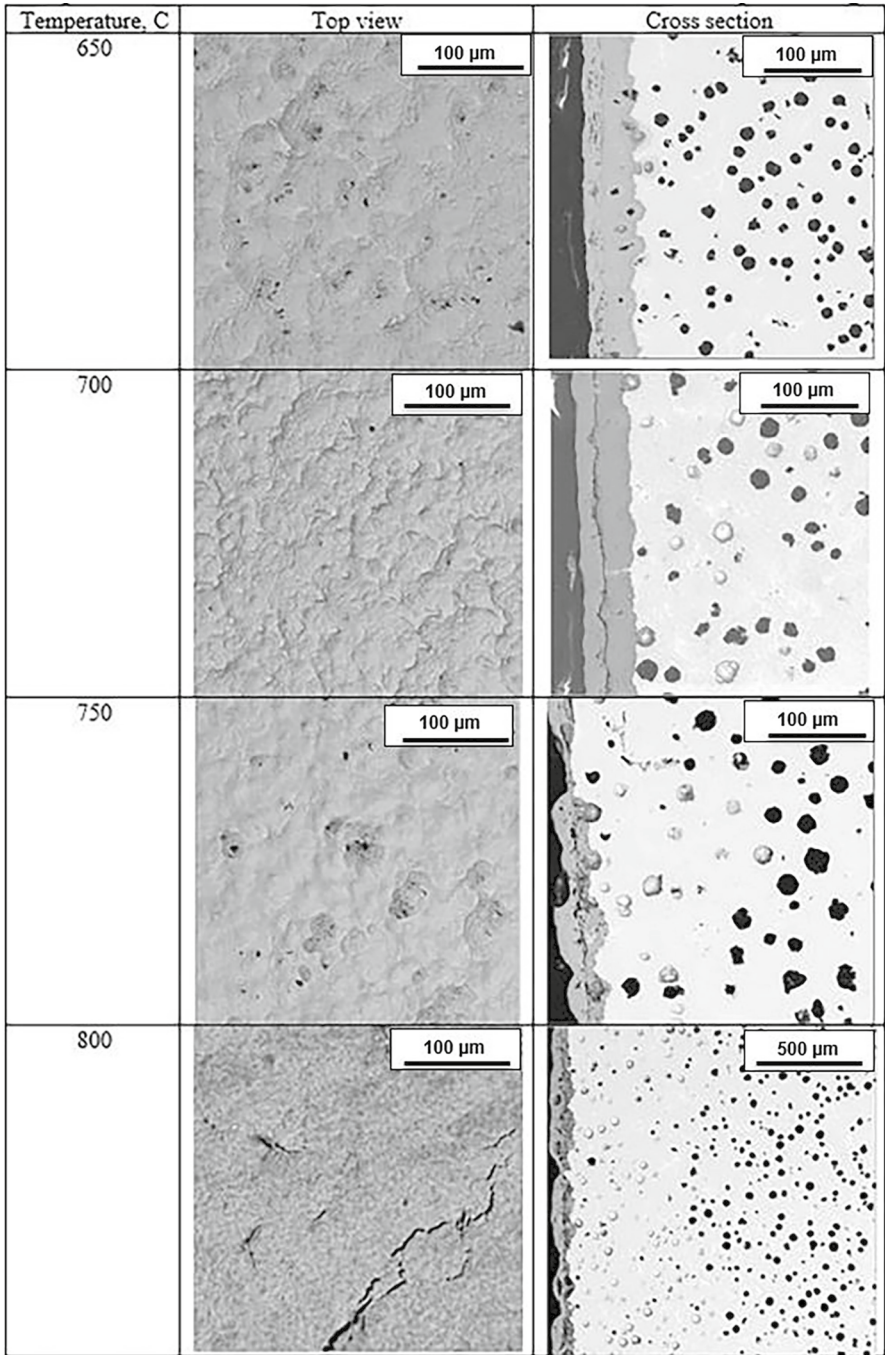 Temperature, C Top view Cross section
650 100 µm 100 µm
700 100 µm 100 µm
750 100 µm 100 µm
800 100 µm 500 µm